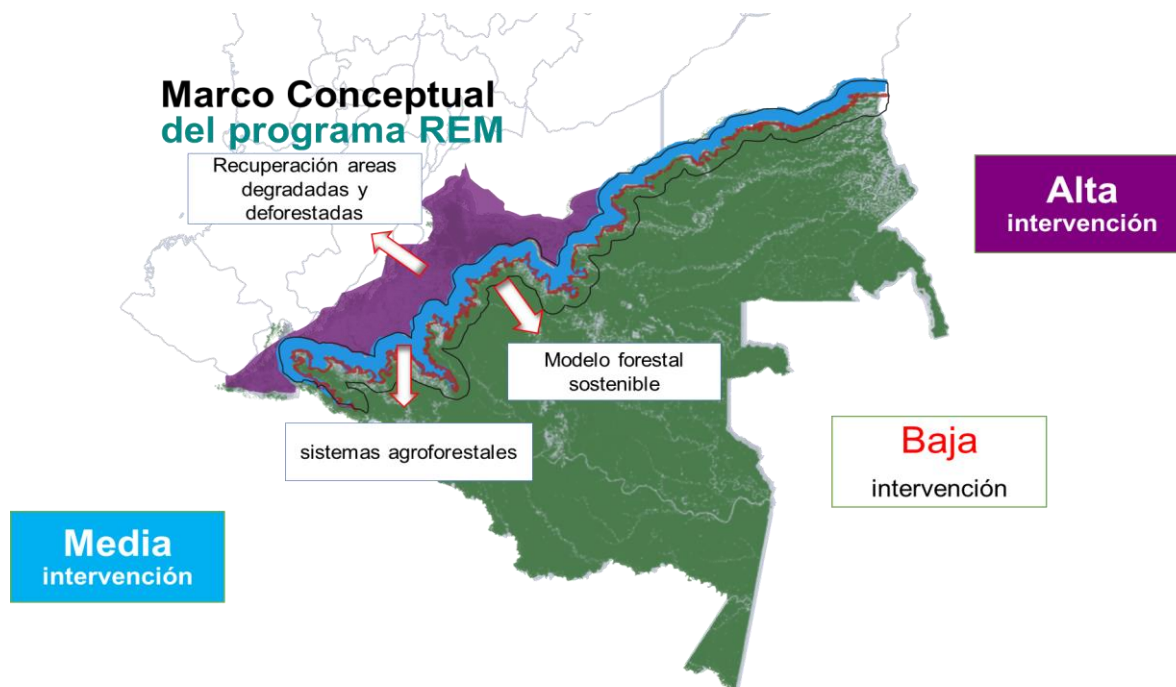 Marco Conceptual
del programa REM
Recuperación areas
degradadas y
deforestadas
Alta
intervención
Modelo forestal
sostenible
Baja
intervención
sistemas agroforestales
Media
intervención